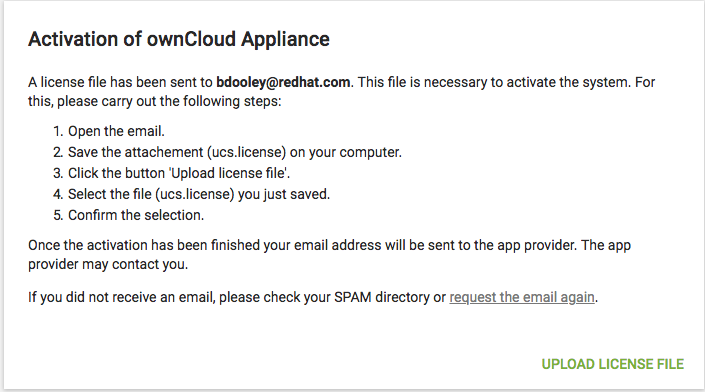 Activation of ownCloud Appliance
A license file has been sent to bdooley@redhat.com. This file is necessary to activate the system. For
this, please carry out the following steps:
1. Open the email.
2. Save the attachement (ucs.license) on your computer.
3. Click the button 'Upload license file'.
4. Select the file (ucs.license) you just saved.
5. Confirm the selection.
Once the activation has been finished your email address will be sent to the app provider. The app
provider may contact you.
If you did not receive an email, please check your SPAM directory or request the email again.
UPLOAD LICENSE FILE